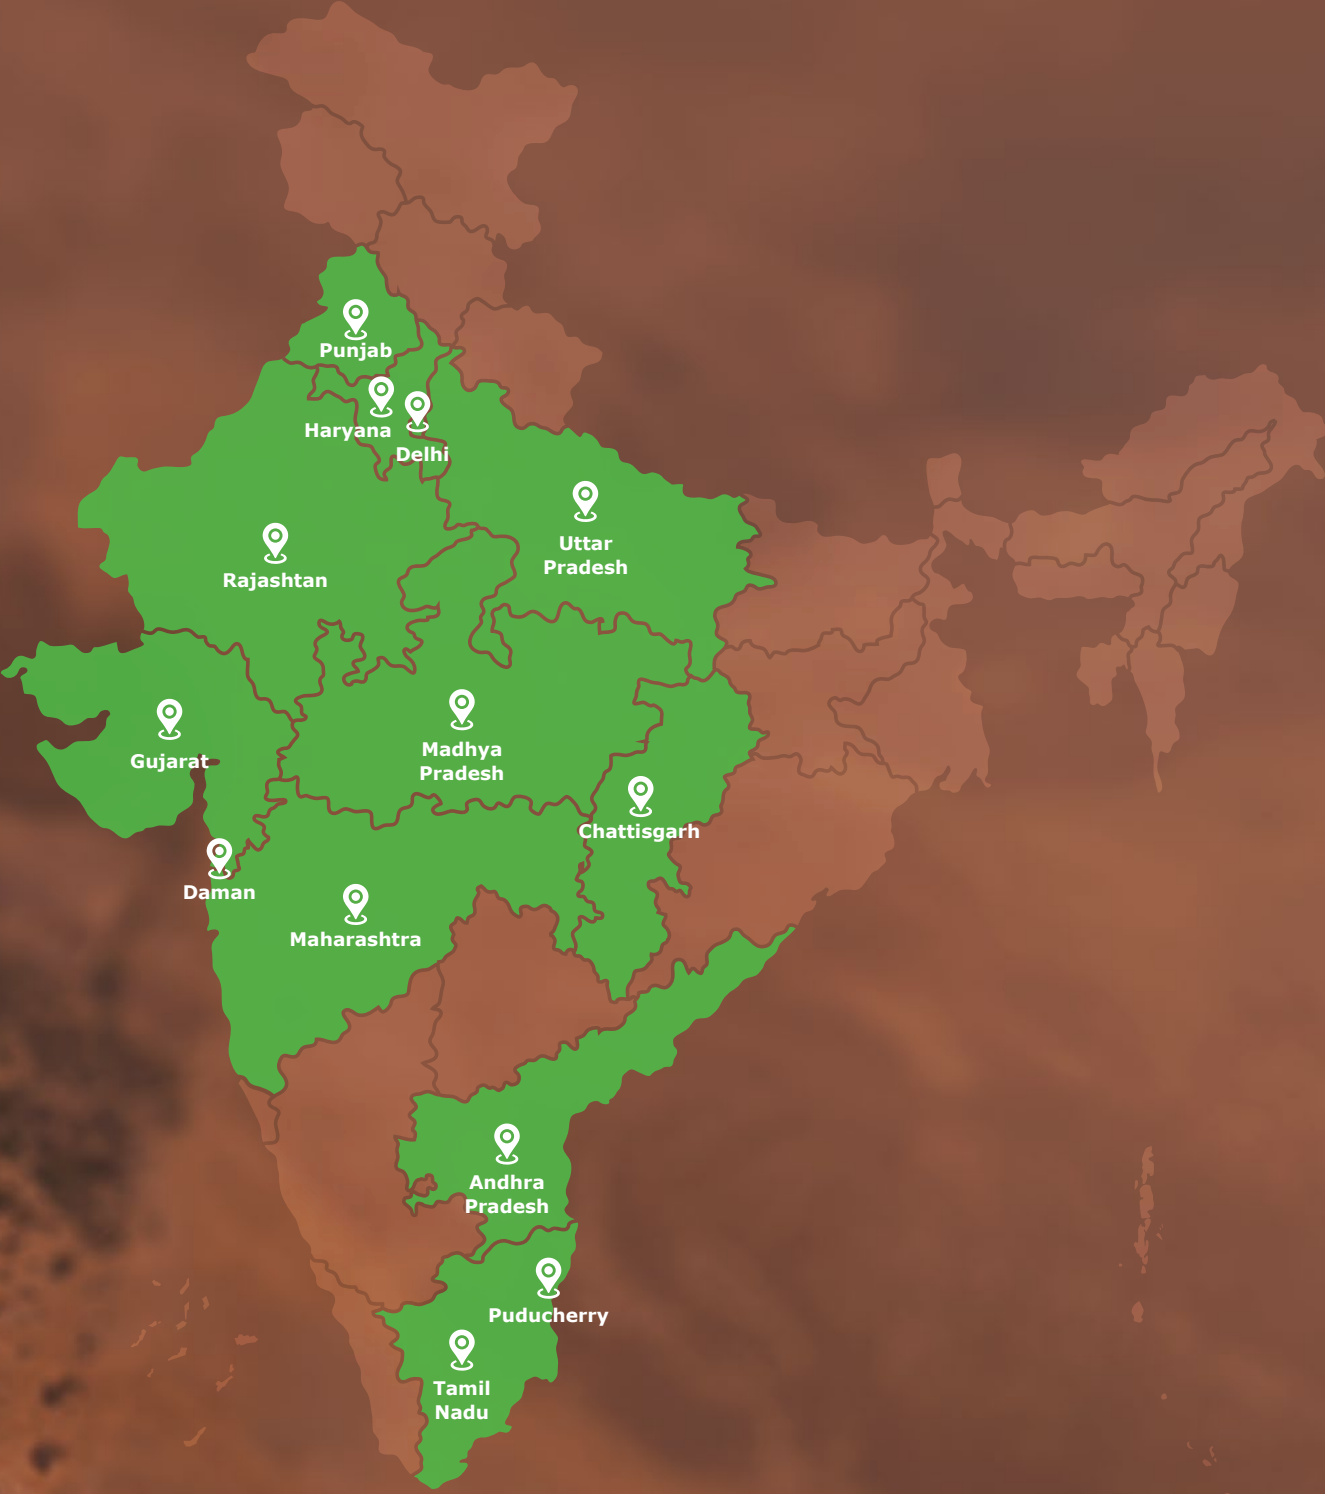 Punjab
Haryana
Delhi
Uttar
Pradesh
Rajashtan
Madhya
Pradesh
Gujarat
Chattisgarh
Daman
Maharashtra
Andhra
Pradesh
Puducherry
Tamil
Nadu